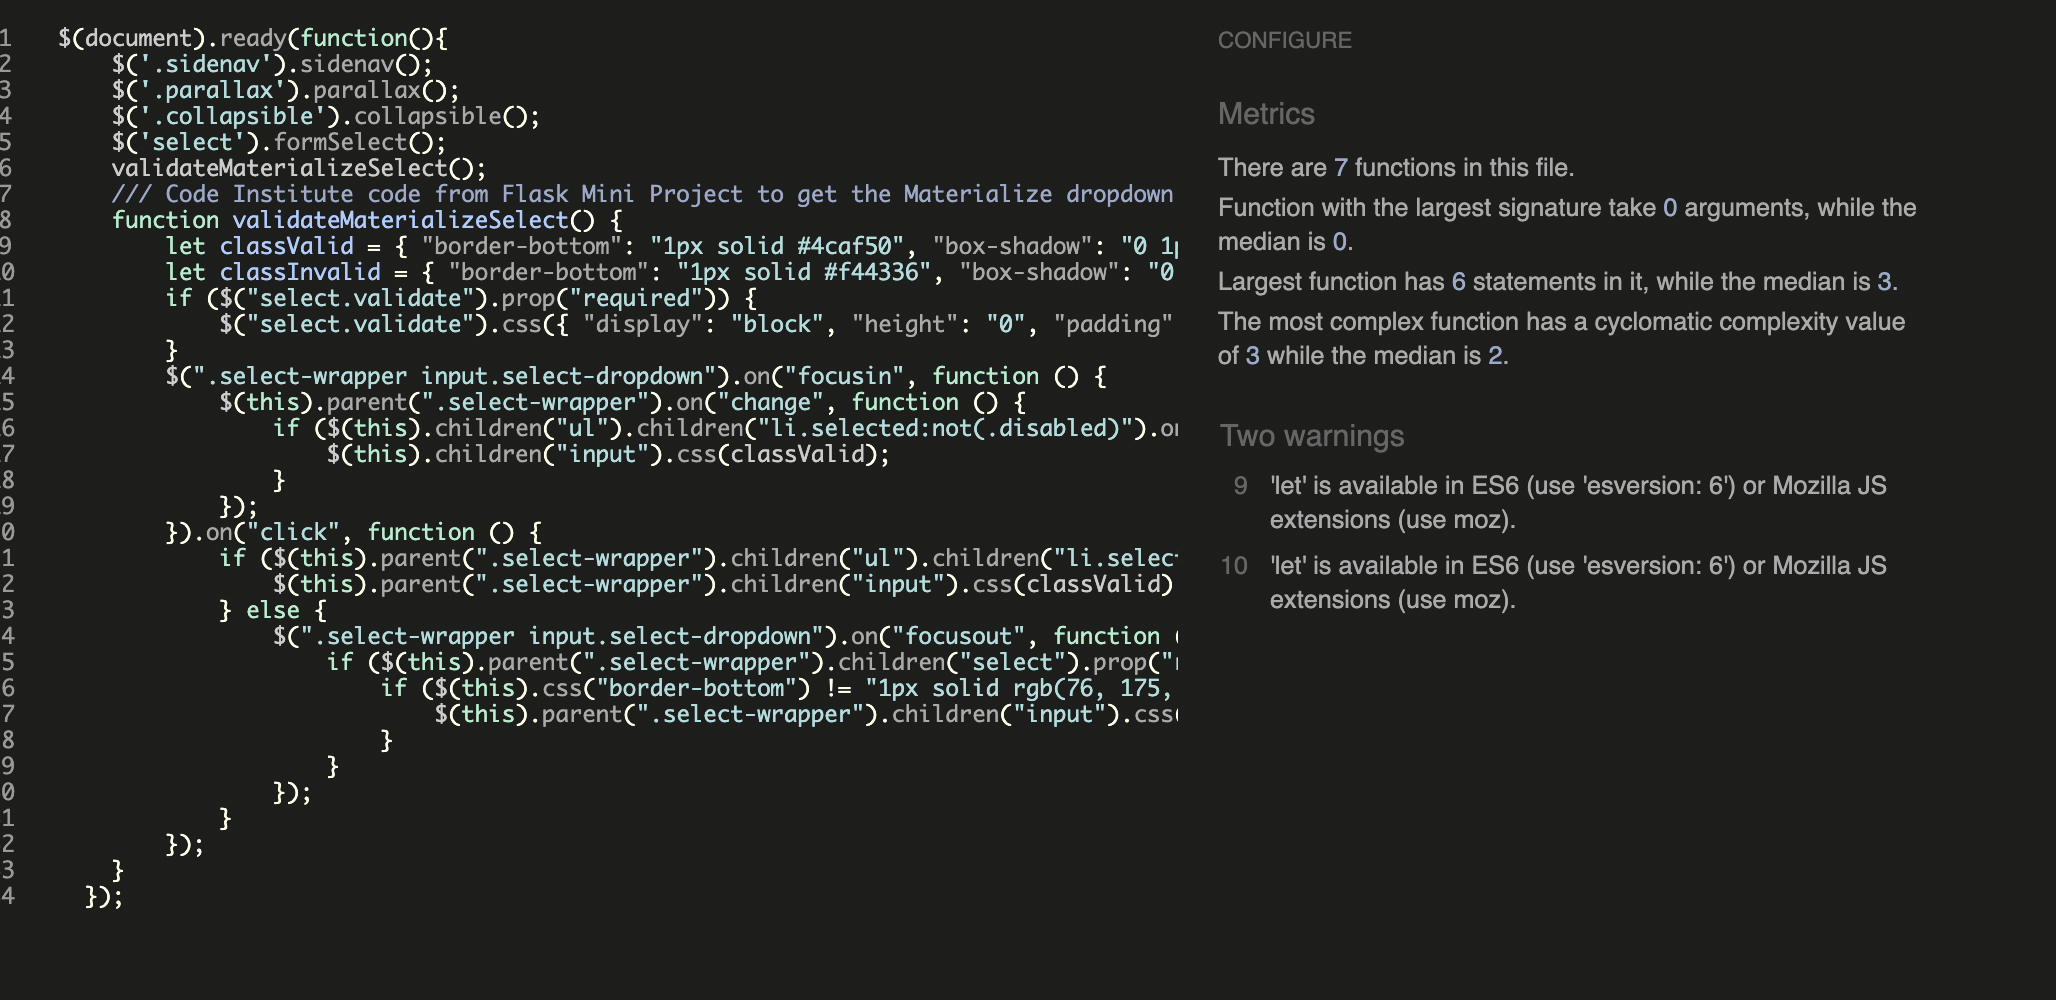 1 $(document).ready(function(){
2 $('.sidenav').sidenav();
3 $('.parallax').parallax();
4 $('.collapsible').collapsible();
5 $('select').formSelect();
6 validateMaterializeSelect();
7 /// Code Institute code from Flask Mini Project to get the Materialize dropdown
8 function validateMaterializeSelect() {
9 let classValid = { "border-bottom": "1px solid #4caf50", "box-shadow": "0 1p
0 let classInvalid = { "border-bottom": "1px solid #f44336", "box-shadow": "0
1 if ($("select.validate").prop("required")) {
2 $("select.validate").css({ "display": "block", "height": "0", "padding"
3 }
4 $(".select-wrapper input.select-dropdown").on("focusin", function () {
5 $(this).parent(".select-wrapper").on("change", function () {
6 if ($(this).children("ul").children("li.selected:not(.disabled)").on
7 $(this).children("input").css(classValid);
8 }
9 });
0 }).on("click", function () {
1 if ($(this).parent(".select-wrapper").children("ul").children("li.select
2 $(this).parent(".select-wrapper").children("input").css(classValid)
3 } else {
4 $(".select-wrapper input.select-dropdown").on("focusout", function (
5 if ($(this).parent(".select-wrapper").children("select").prop("
6 if ($(this).css("border-bottom") != "1px solid rgb(76, 175,
7 $(this).parent(".select-wrapper").children("input").css(
8 }
9 }
0 });
1 }
2 });
3 }
4 });
CONFIGURE
Metrics
There are 7 functions in this file.
Function with the largest signature take 0 arguments, while the
median is 0.
Largest function has 6 statements in it, while the median is 3.
The most complex function has a cyclomatic complexity value
of 3 while the median is 2.
Two warnings
9 'let' is available in ES6 (use 'esversion: 6') or Mozilla JS
extensions (use moz).
10 'let' is available in ES6 (use 'esversion: 6') or Mozilla JS
extensions (use moz).